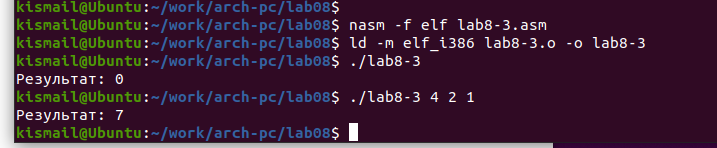 kismail@Ubuntu:~/work/arch-pc/lab08$
kismail@Ubuntu:~/work/arch-pc/lab08$ nasm -f elf lab8-3.asm
kismail@Ubuntu:~/work/arch-pc/lab08$ ld -m elf_i386 lab8-3.o -o lab8-3
kismail@Ubuntu:~/work/arch-pc/lab08$ ./lab8-3
Результат: 0
kismail@Ubuntu:~/work/arch-pc/lab08$ ./lab8-3 4 2 1
Результат: 7
kismail@Ubuntu:~/work/arch-pc/lab08$